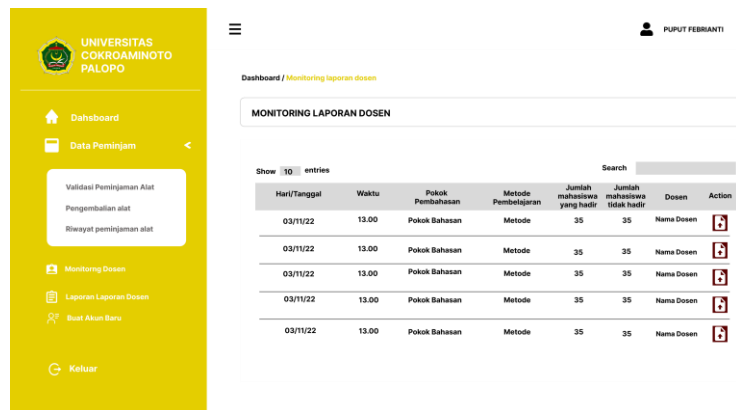 UNIVERSITAS
COKROAMINOTO
PALOPO
PUPUT FEBRIANTI
Dashboard / Monitoring laporan dosen
MONITORING LAPORAN DOSEN
Dahsboard
Data Peminjam <
Validasi Peminjaman Alat
Pengembalian alat
Riwayat peminjaman alat
Monitorng Dosen
Laporan Laporan Dosen
Buat Akun Baru
Keluar
Show 10 entries
Search
Hari/Tanggal Waktu Pokok Pembahasan Metode Pembelajaran Jumlah mahasiswa yang hadir Jumlah mahasiswa tidak hadir Dosen Action
03/11/22 13.00 Pokok Bahasan Metode 35 35 Nama Dosen
03/11/22 13.00 Pokok Bahasan Metode 35 35 Nama Dosen
03/11/22 13.00 Pokok Bahasan Metode 35 35 Nama Dosen
03/11/22 13.00 Pokok Bahasan Metode 35 35 Nama Dosen
03/11/22 13.00 Pokok Bahasan Metode 35 35 Nama Dosen